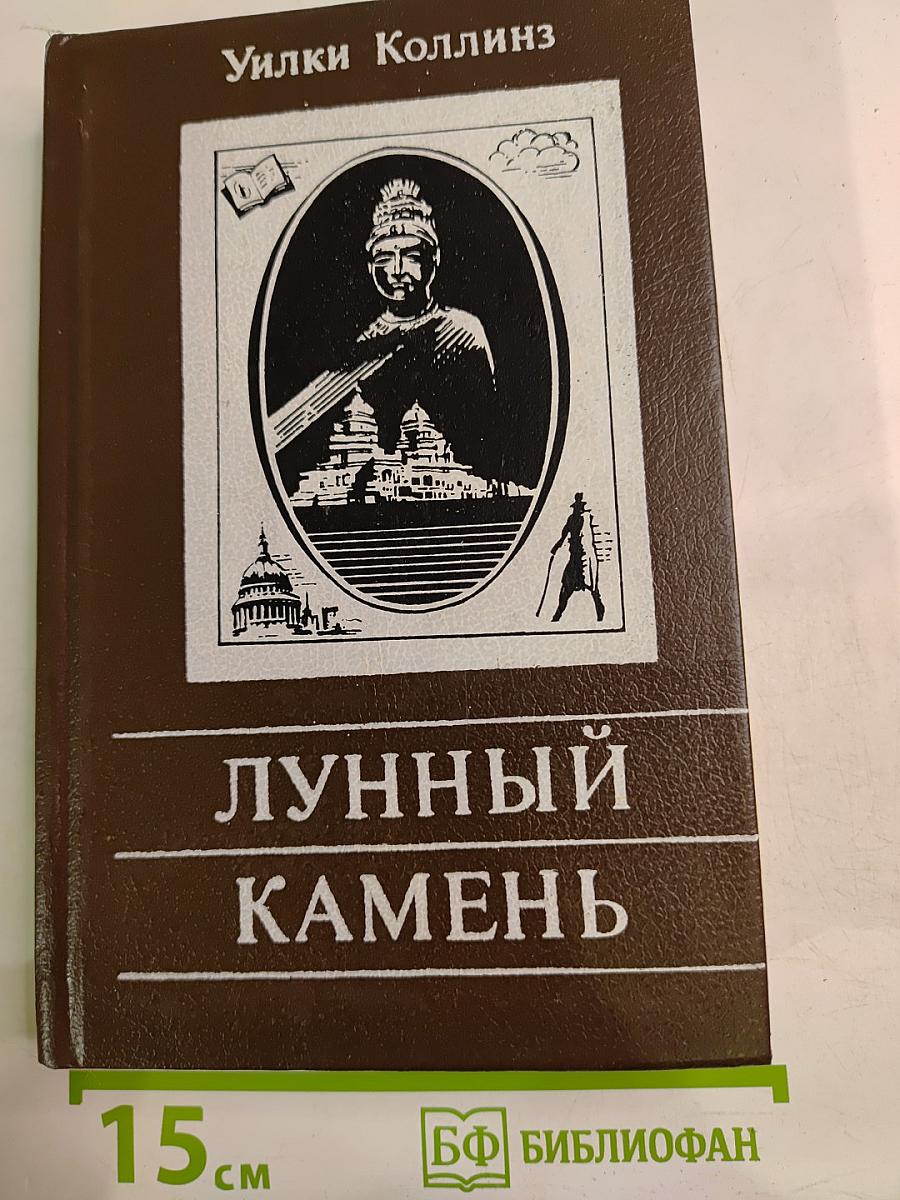 Уилки Коллинз
ЛУННЫЙ
КАМЕНЬ
15 см
БФ БИБЛИОФАН